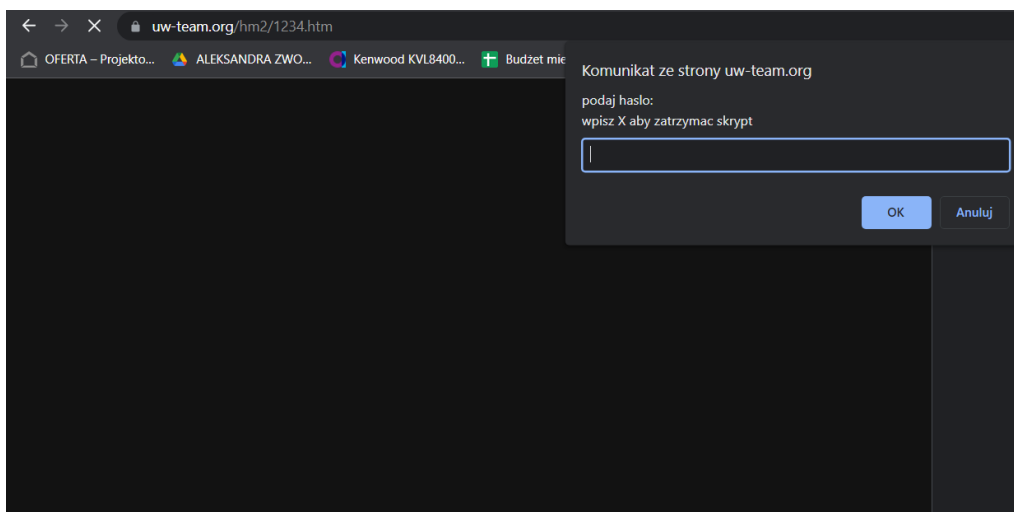 uw-team.org/hm2/1234.htm
OFERTA – Projekto... ALEKSANDRA ZWO... Kenwood KVL8400... Budżet mie
Komunikat ze strony uw-team.org
podaj haslo:
wpisz X aby zatrzymac skrypt
OK Anuluj